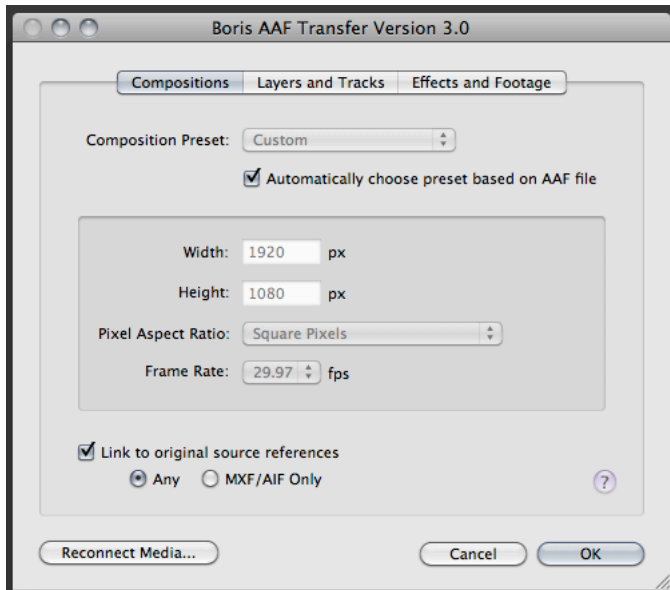 Boris AAF Transfer Version 3.0
Compositions Layers and Tracks Effects and Footage
Composition Preset: Custom
Automatically choose preset based on AAF file
Width: 1920 px
Height: 1080 px
Pixel Aspect Ratio: Square Pixels
Frame Rate: 29.97 fps
Link to original source references
Any MXF/AIF Only
?
Reconnect Media... Cancel OK